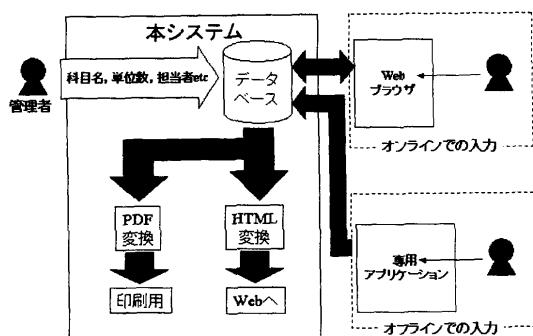 本システム
管理者
科目名，単位数，担当者etc
データ
ベース
Web
ブラウザ
オンラインでの入力
PDF
変換
HTML
変換
印刷用
Webへ
専用
アプリケーション
オフラインでの入力